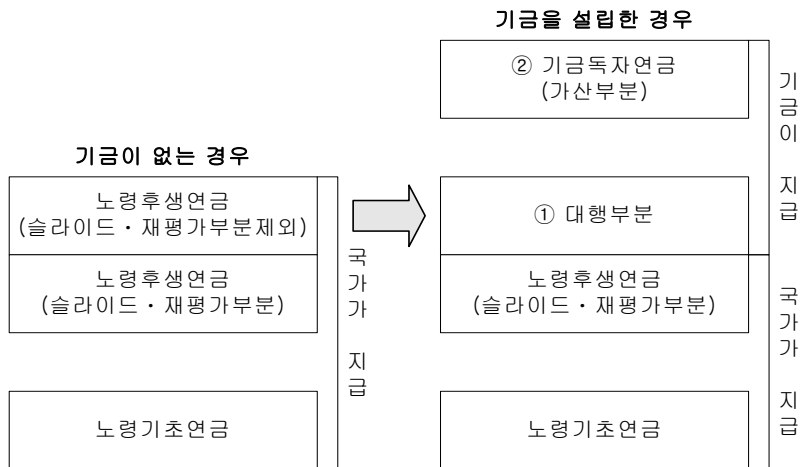 기금을 설립한 경우
② 기금독자연금
(가산부분)
기금이 지급
기금이 없는 경우
노령후생연금
(슬라이드・재평가부분제외)
① 대행부분
노령후생연금
(슬라이드・재평가부분)
국가가 지급
노령후생연금
(슬라이드・재평가부분)
국가가 지급
노령기초연금
노령기초연금